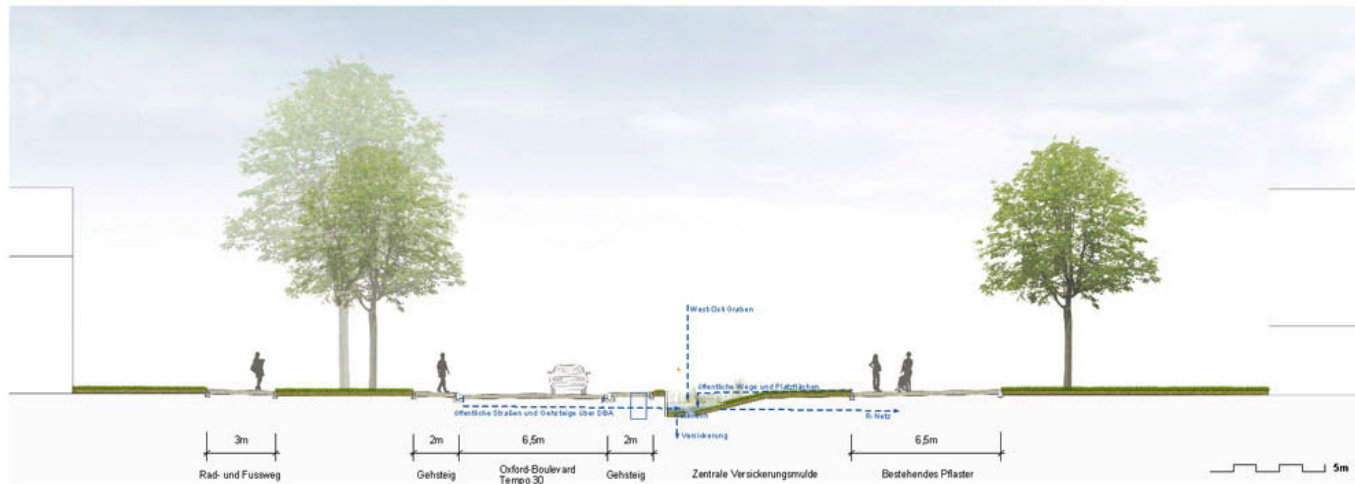 West-Ost Graben
öffentliche Wege und Platzflächen
öffentliche Straßen und Gehsteige über DBA
R-Netz
Versickerung
3m
2m
6,5m
2m
6,5m
5m
Rad- und Fussweg
Gehsteig
Oxford-Boulevard
Tempo 30
Gehsteig
Zentrale Versickerungsmulde
Bestehendes Pflaster